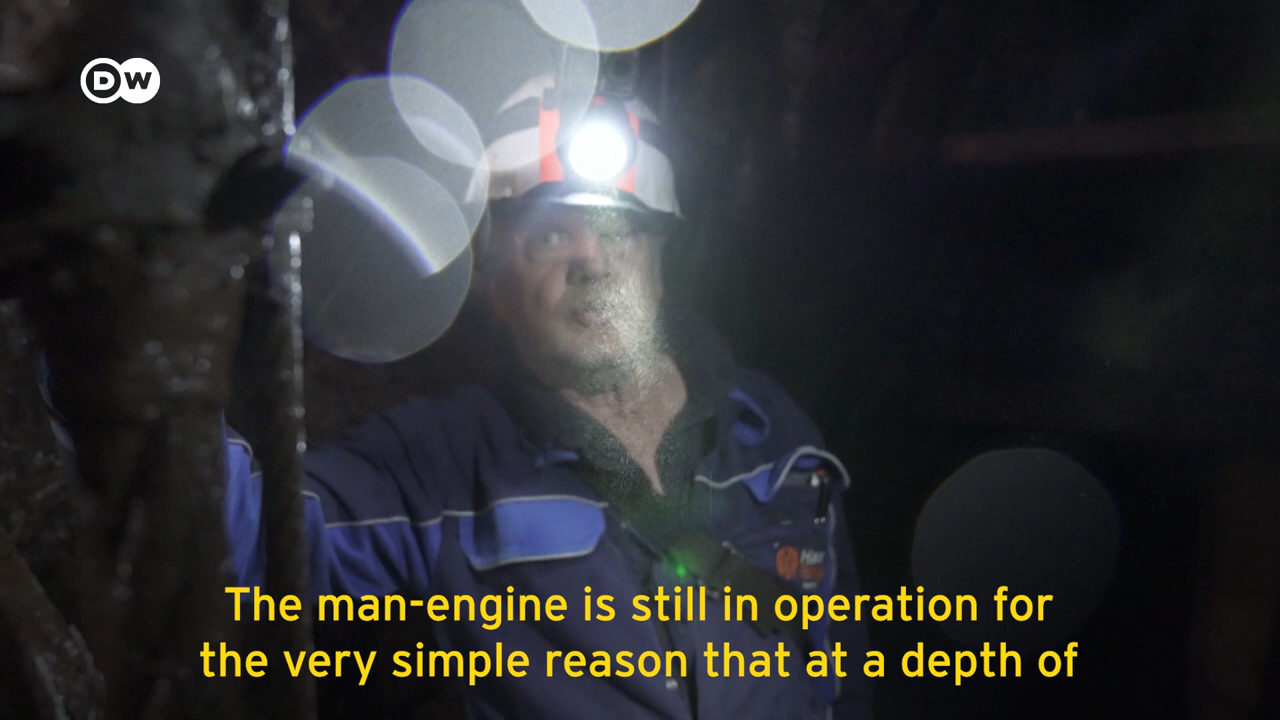 DW
The man-engine is still in operation for
the very simple reason that at a depth of